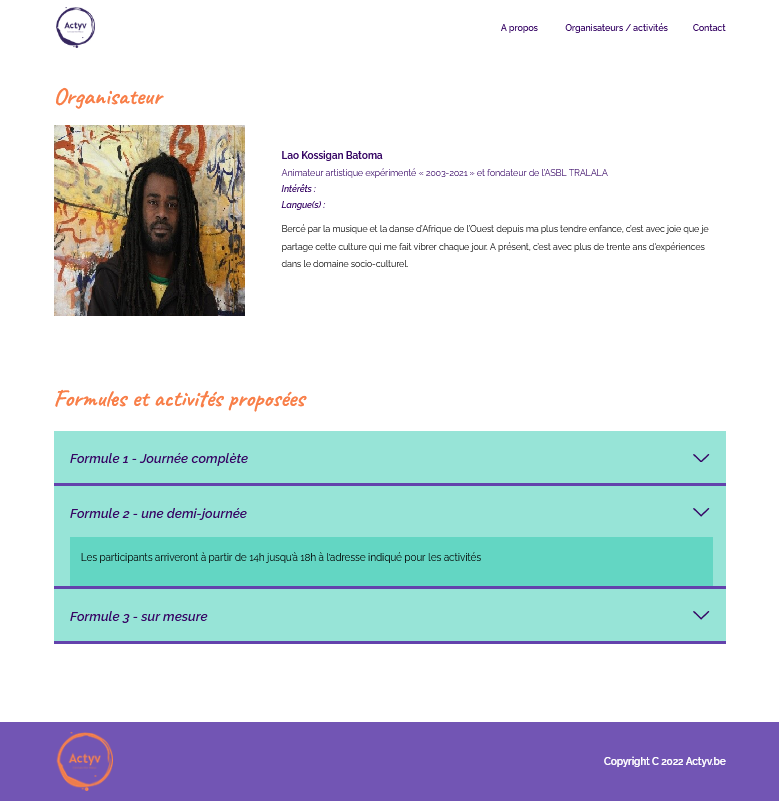 Actyv
A propos
Organisateurs / activités
Contact
Organisateur
Lao Kossigan Batoma
Animateur artistique expérimenté « 2003-2021 » et fondateur de l'ASBL TRALALA
Intérêts :
Langue(s) :
Bercé par la musique et la danse d'Afrique de l'Ouest depuis ma plus tendre enfance, c'est avec joie que je
partage cette culture qui me fait vibrer chaque jour. A présent, c'est avec plus de trente ans d'expériences
dans le domaine socio-culturel.
Formules et activités proposées
Formule 1 - Journée complète
Formule 2 - une demi-journée
Les participants arriveront à partir de 14h jusqu'à 18h à l'adresse indiqué pour les activités
Formule 3 - sur mesure
Actyv
Copyright C 2022 Actyv.be